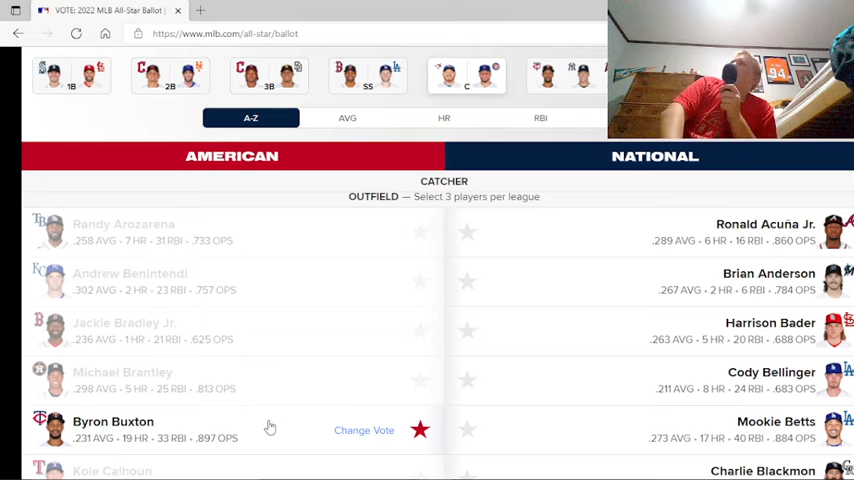 VOTE: 2022 MLB All-Star Ballot |
https://www.mlb.com/all-star/ballot
1B
2B
3B
SS
C
A-Z
AVG
HR
RBI
94
AMERICAN
NATIONAL
CATCHER
OUTFIELD — Select 3 players per league
Randy Arozarena
.258 AVG • 7 HR • 31 RBI • .733 OPS
Ronald Acuña Jr.
.289 AVG • 6 HR • 16 RBI • .860 OPS
Andrew Benintendi
.302 AVG • 2 HR • 23 RBI • .757 OPS
Brian Anderson
.267 AVG • 2 HR • 6 RBI • .784 OPS
Jackie Bradley Jr.
.236 AVG • 1 HR • 21 RBI • .625 OPS
Harrison Bader
.263 AVG • 5 HR • 20 RBI • .688 OPS
Michael Brantley
.298 AVG • 5 HR • 25 RBI • .813 OPS
Cody Bellinger
.211 AVG • 8 HR • 24 RBI • .683 OPS
Byron Buxton
.231 AVG • 19 HR • 33 RBI • .897 OPS
Change Vote
Mookie Betts
.273 AVG • 17 HR • 40 RBI • .884 OPS
Kole Calhoun
Charlie Blackmon